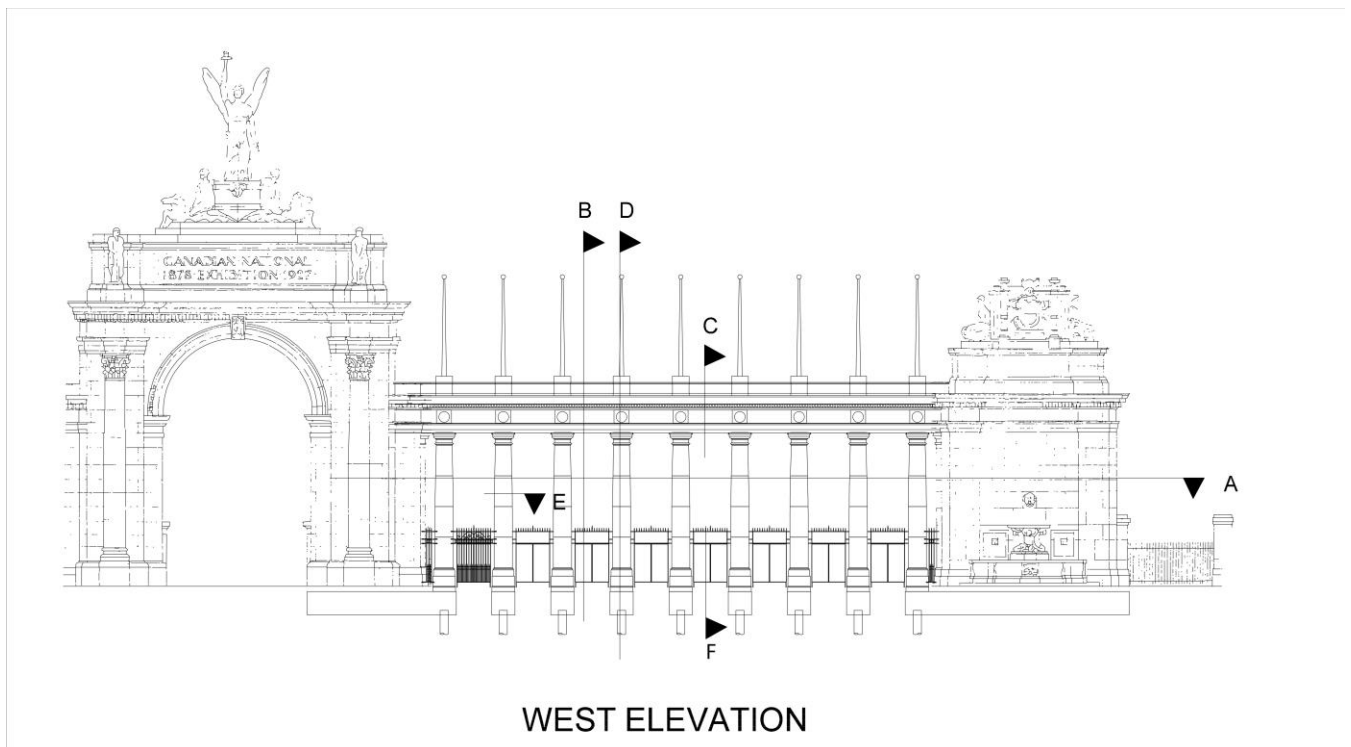 B D
CANADIAN NATIONAL
1878 EXHIBITION 1927
C
A
E
F
WEST ELEVATION